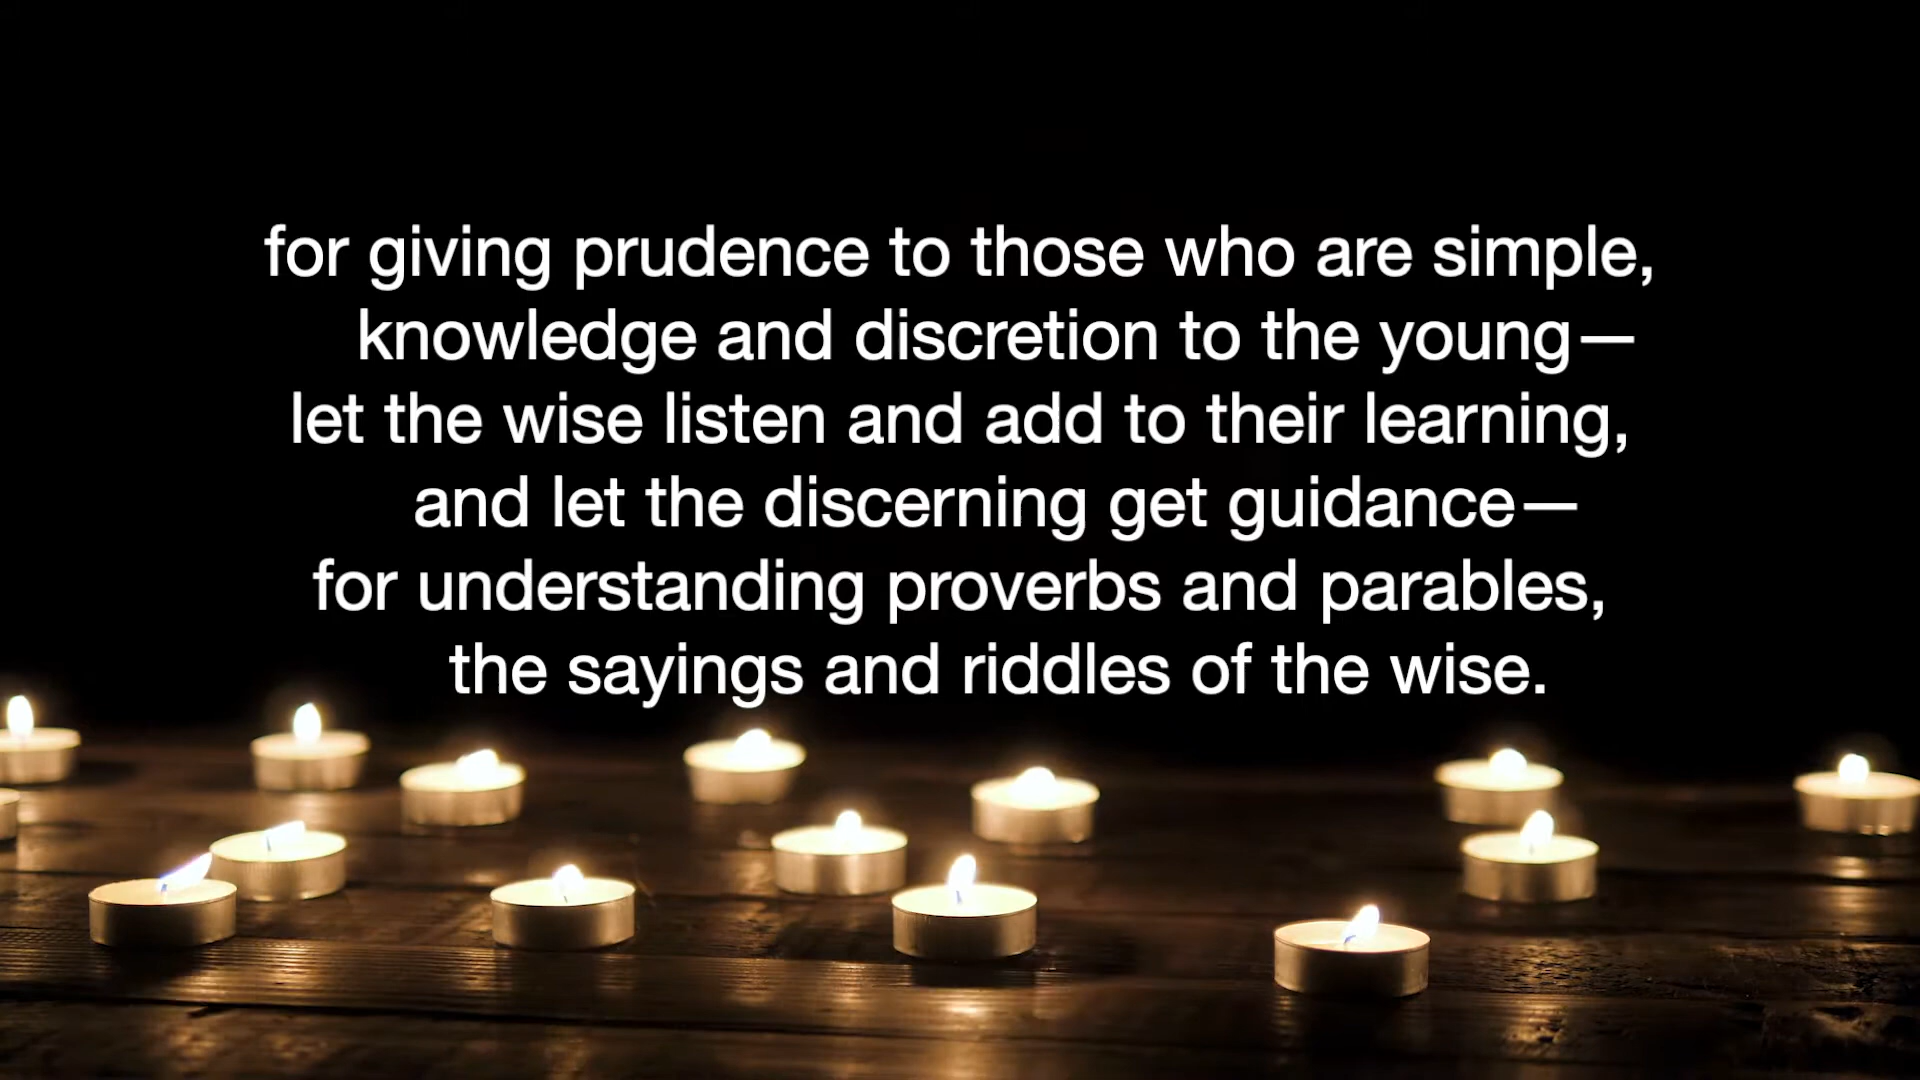 for giving prudence to those who are simple,
knowledge and discretion to the young—
let the wise listen and add to their learning,
and let the discerning get guidance—
for understanding proverbs and parables,
the sayings and riddles of the wise.